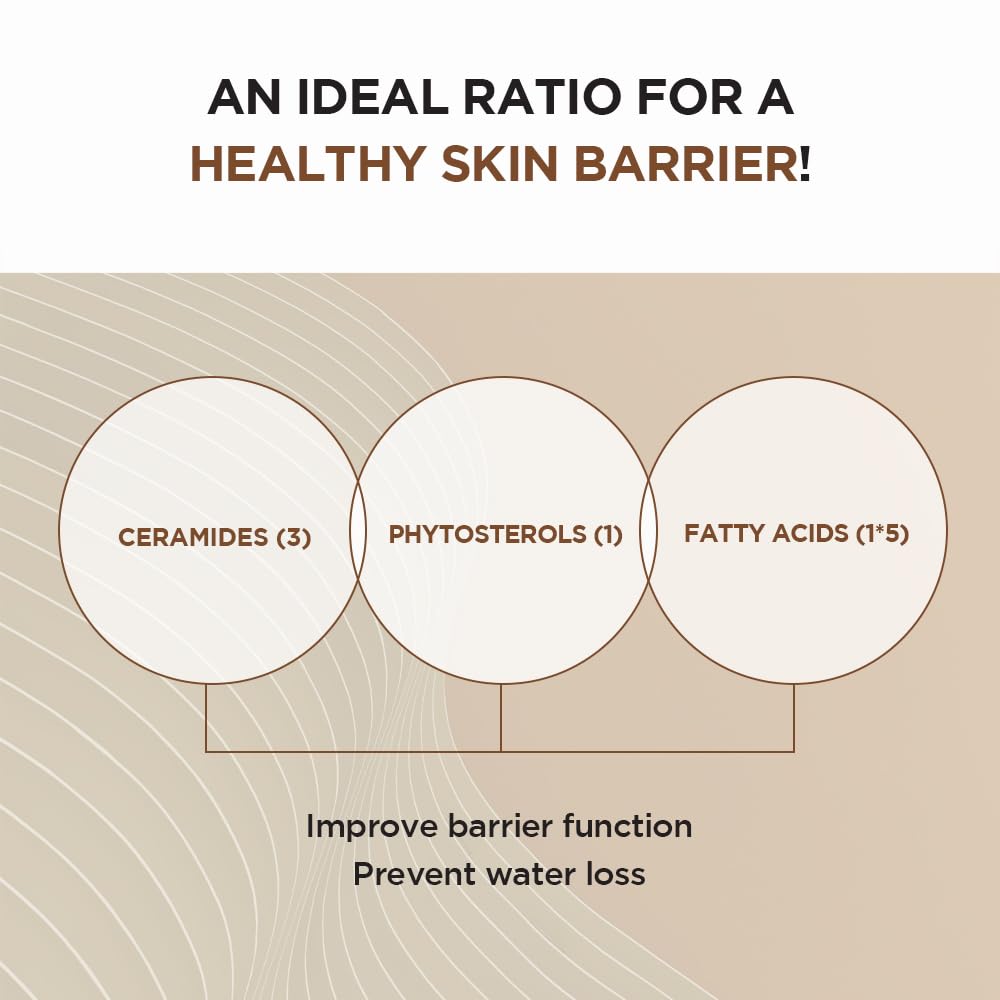 AN IDEAL RATIO FOR A
HEALTHY SKIN BARRIER!
CERAMIDES (3)
PHYTOSTEROLS (1)
FATTY ACIDS (1*5)
Improve barrier function
Prevent water loss